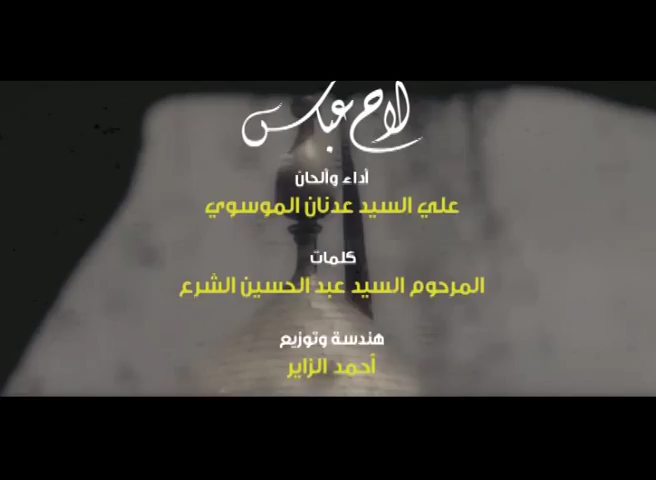 لاح عباس
أداء وألحان
علي السيد عدنان الموسوي
كلمات
المرحوم السيد عبد الحسين الشرع
هندسة وتوزيع
أحمد الزاير